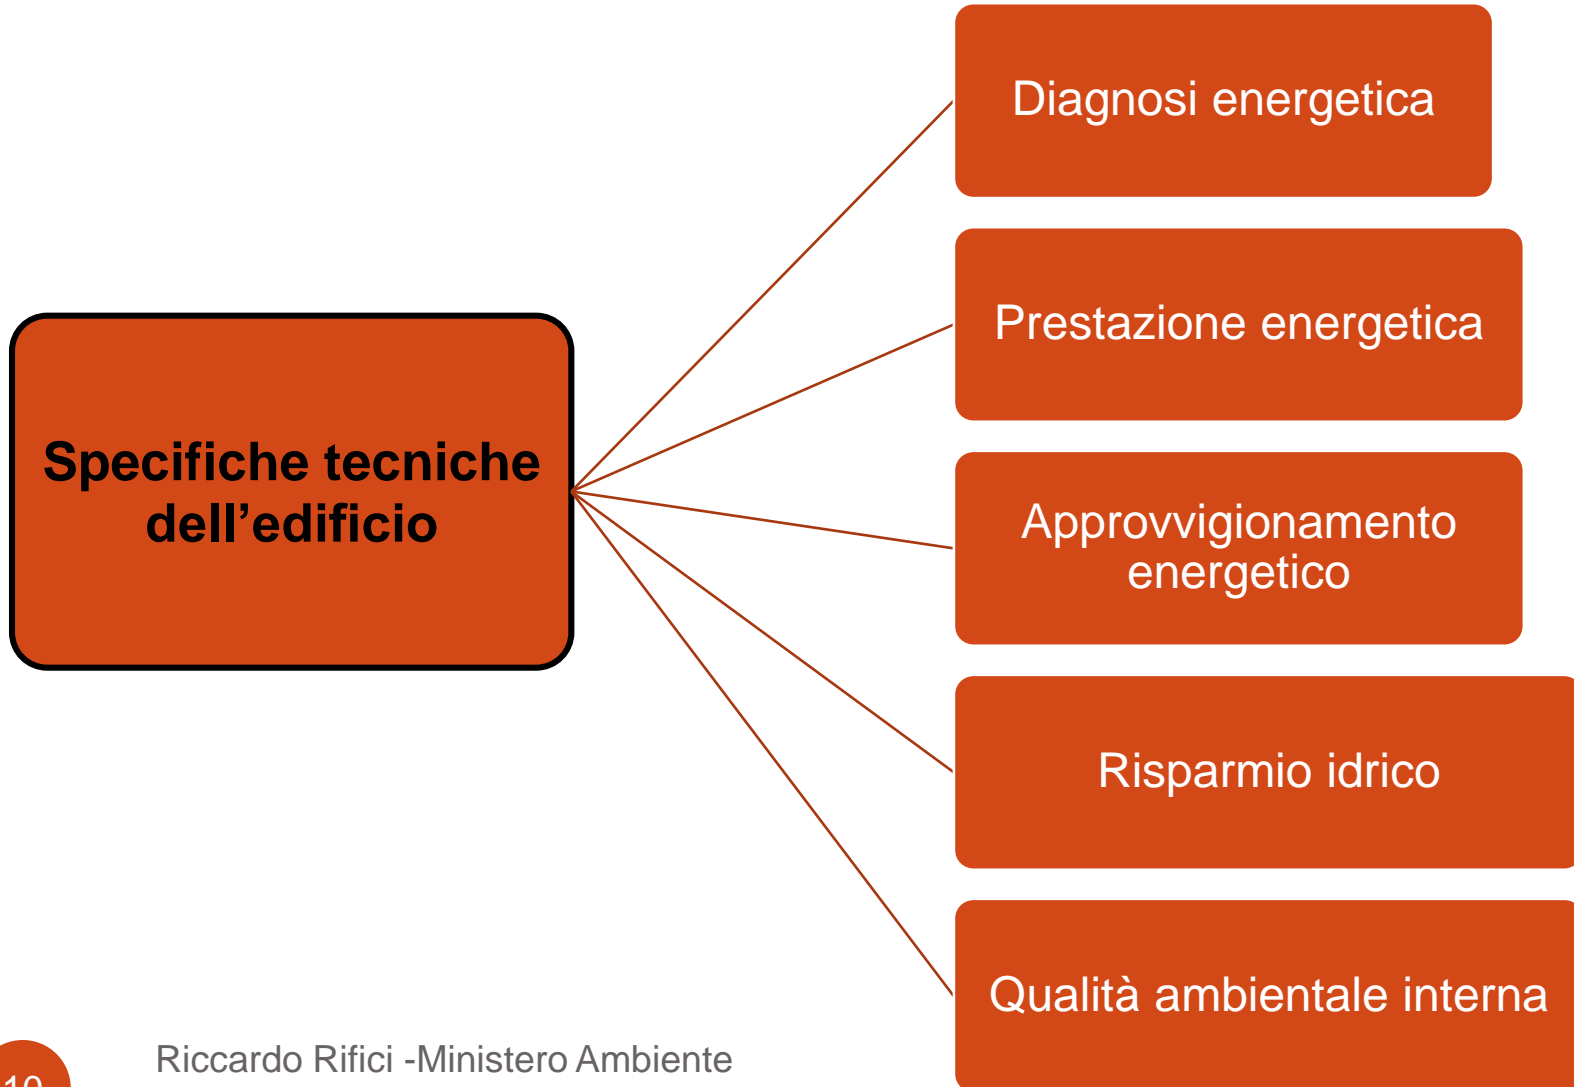 Diagnosi energetica
Prestazione energetica
Specifiche tecniche
dell’edificio
Approvvigionamento
energetico
Risparmio idrico
Qualità ambientale interna
Riccardo Rifici -Ministero Ambiente
10